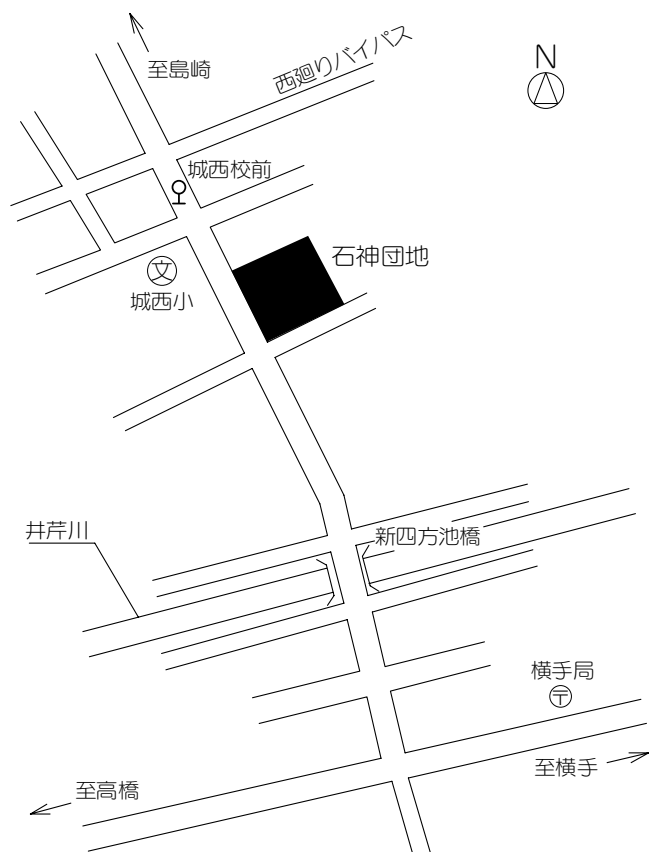 至島崎
西廻りバイパス
N
城西校前
石神団地
文
城西小
井芹川
新四方池橋
横手局
〒
至横手
至高橋